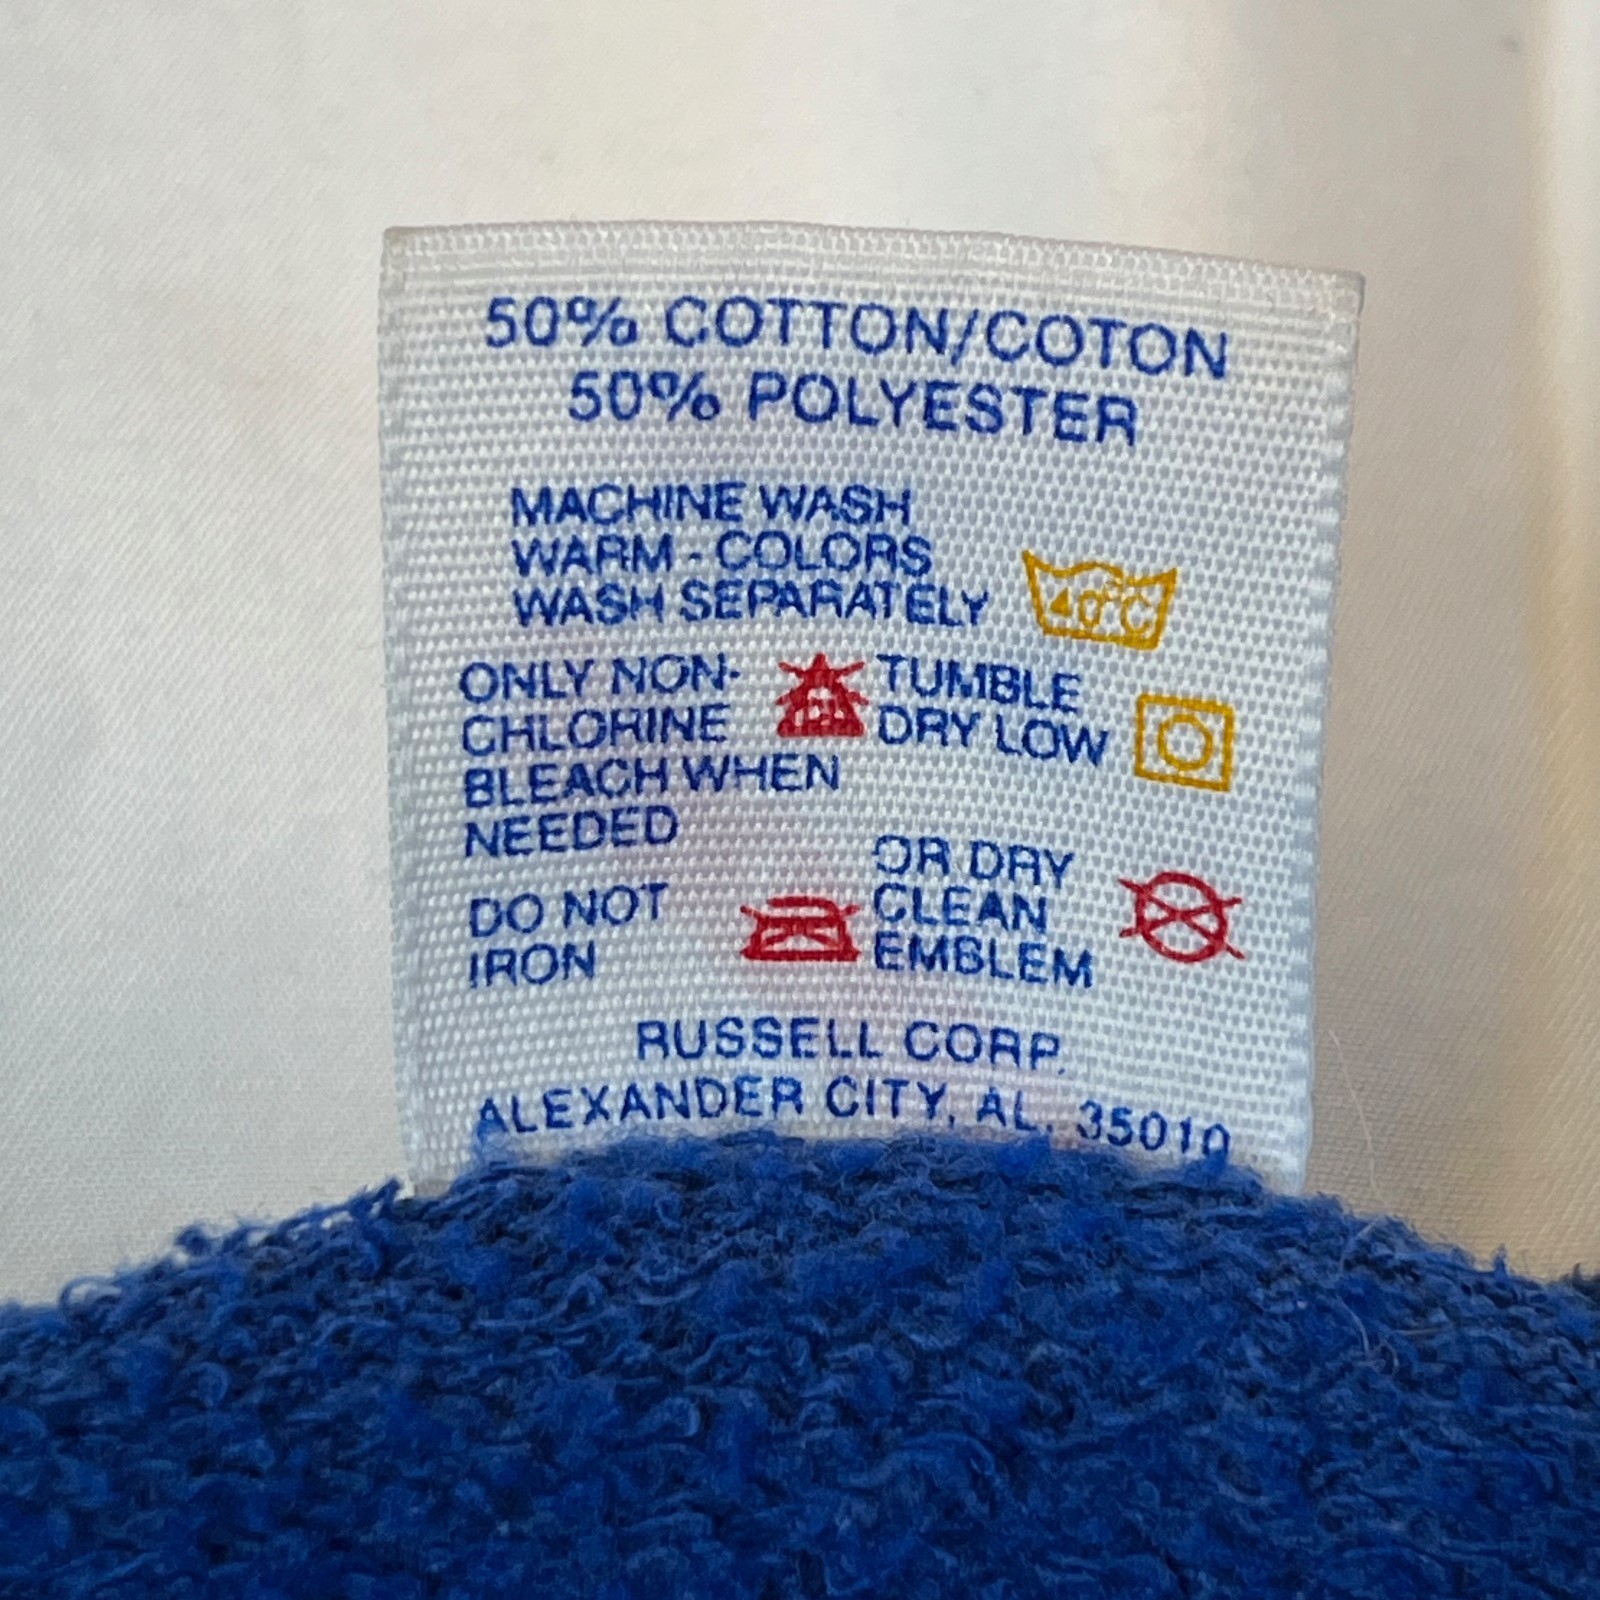 50% COTTON/COTON
50% POLYESTER
MACHINE WASH
WARM - COLORS
WASH SEPARATELY
40°C
ONLY NON-
CHLORINE
BLEACH WHEN
NEEDED
TUMBLE
DRY LOW
DO NOT
IRON
OR DRY
CLEAN
EMBLEM
RUSSELL CORP.
ALEXANDER CITY, AL. 35010